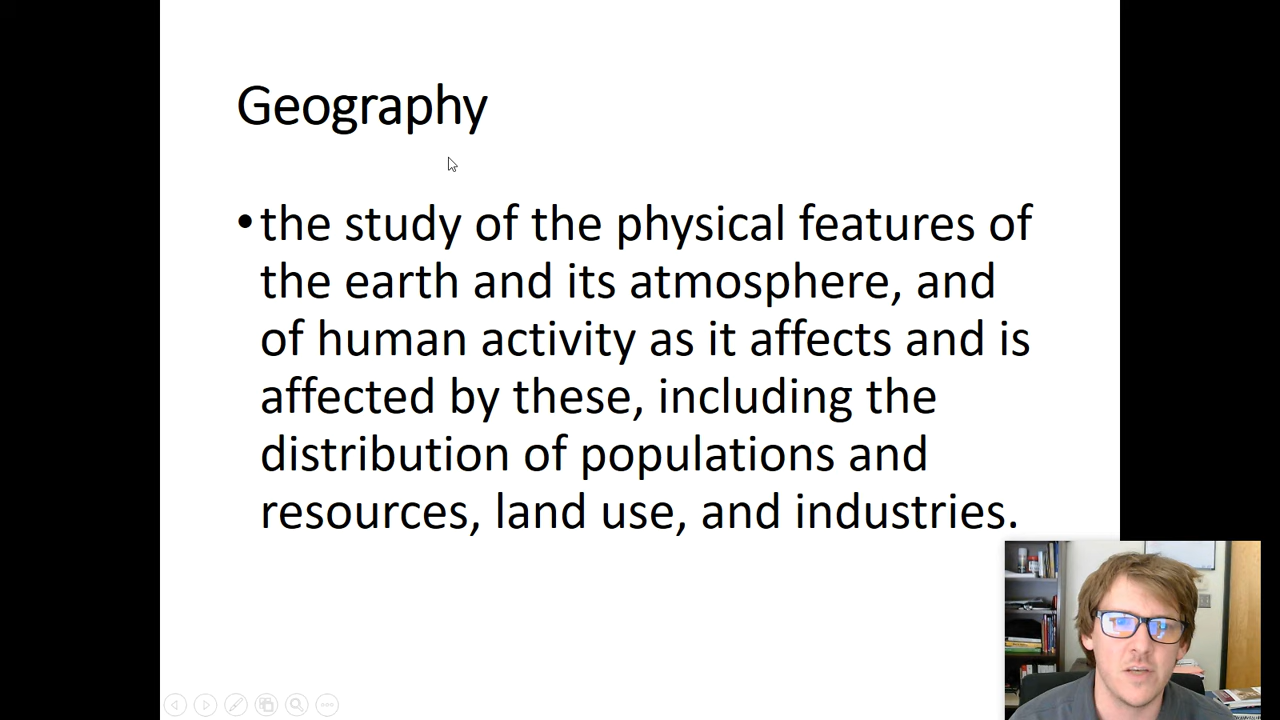 Geography
•the study of the physical features of
the earth and its atmosphere, and
of human activity as it affects and is
affected by these, including the
distribution of populations and
resources, land use, and industries.